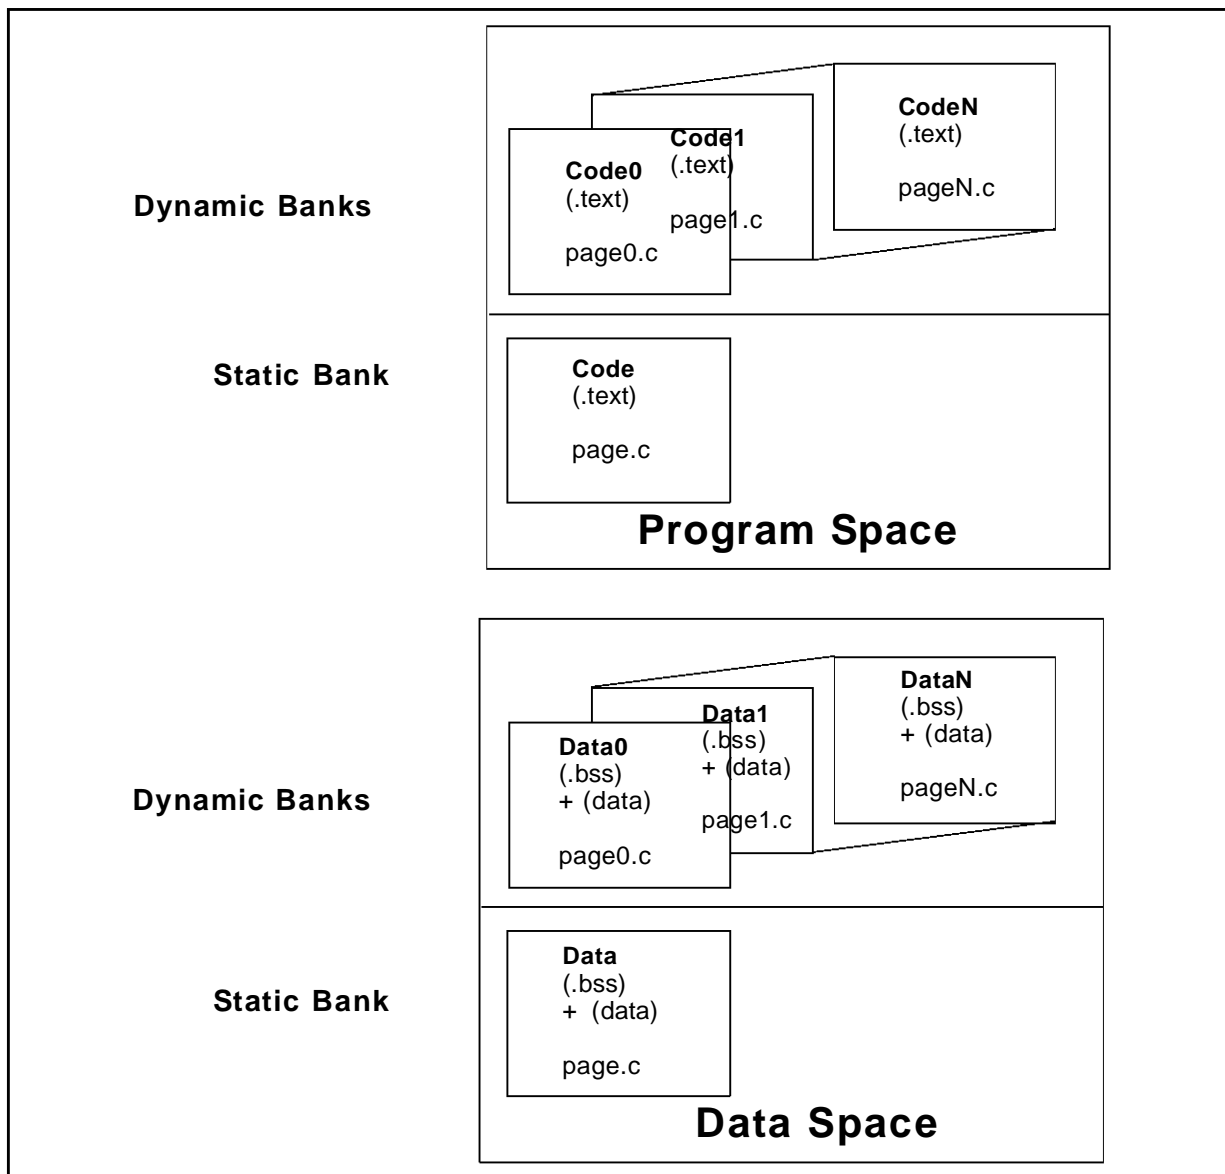 Dynamic Banks
Code0
(.text)
page0.c
Code1
(.text)
page1.c
CodeN
(.text)
pageN.c
Static Bank
Code
(.text)
page.c
Program Space
Dynamic Banks
Data0
(.bss)
+ (data)
page0.c
Data1
(.bss)
+ (data)
page1.c
DataN
(.bss)
+ (data)
pageN.c
Static Bank
Data
(.bss)
+ (data)
page.c
Data Space